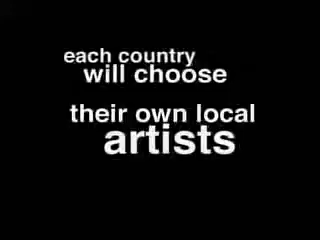 each country
will choose
their own local
artists